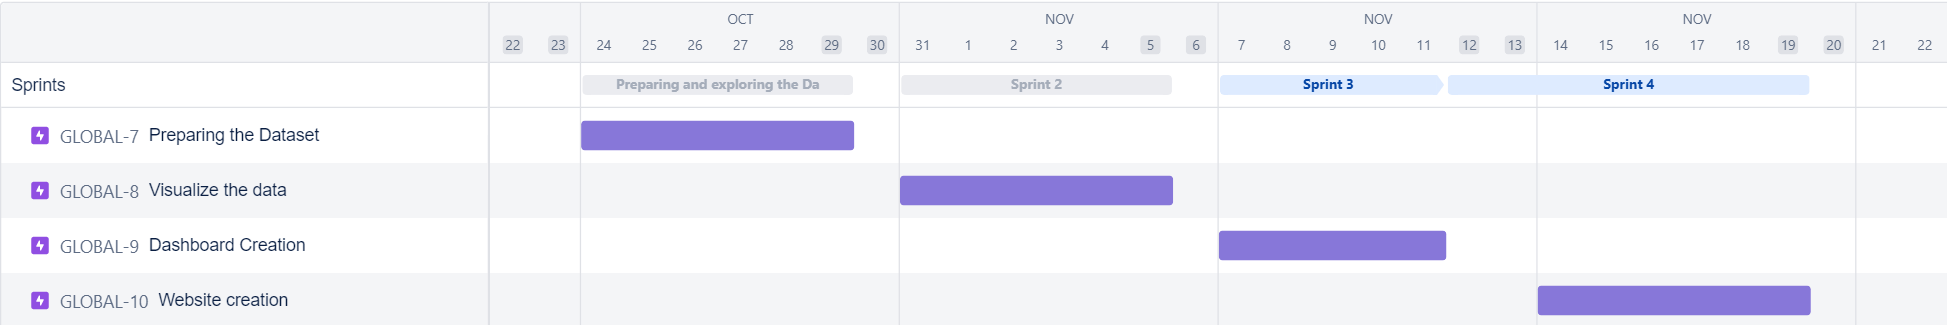 OCT NOV NOV NOV
22 23 24 25 26 27 28 29 30 31 1 2 3 4 5 6 7 8 9 10 11 12 13 14 15 16 17 18 19 20 21 22
Sprints Preparing and exploring the Da Sprint 2 Sprint 3 Sprint 4
GLOBAL-7 Preparing the Dataset
GLOBAL-8 Visualize the data
GLOBAL-9 Dashboard Creation
GLOBAL-10 Website creation